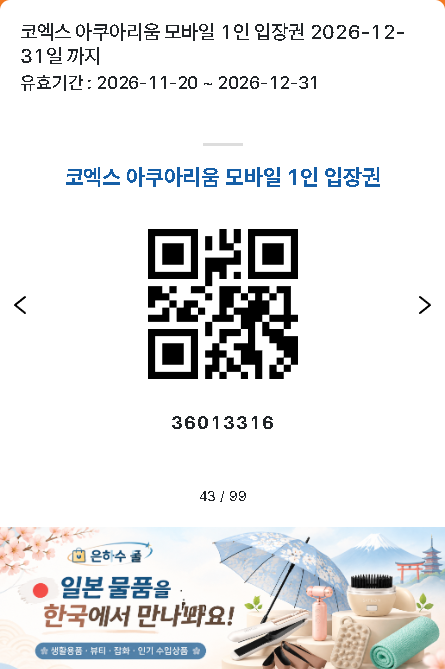 코엑스 아쿠아리움 모바일 1인 입장권 2026-12-
31일 까지
유효기간 : 2026-11-20 ~ 2026-12-31
코엑스 아쿠아리움 모바일 1인 입장권
36013316
43 / 99
은하수 몰
일본 물품을
한국에서 만나봐요!
생활용품 · 뷰티 · 잡화 · 인기 수입상품